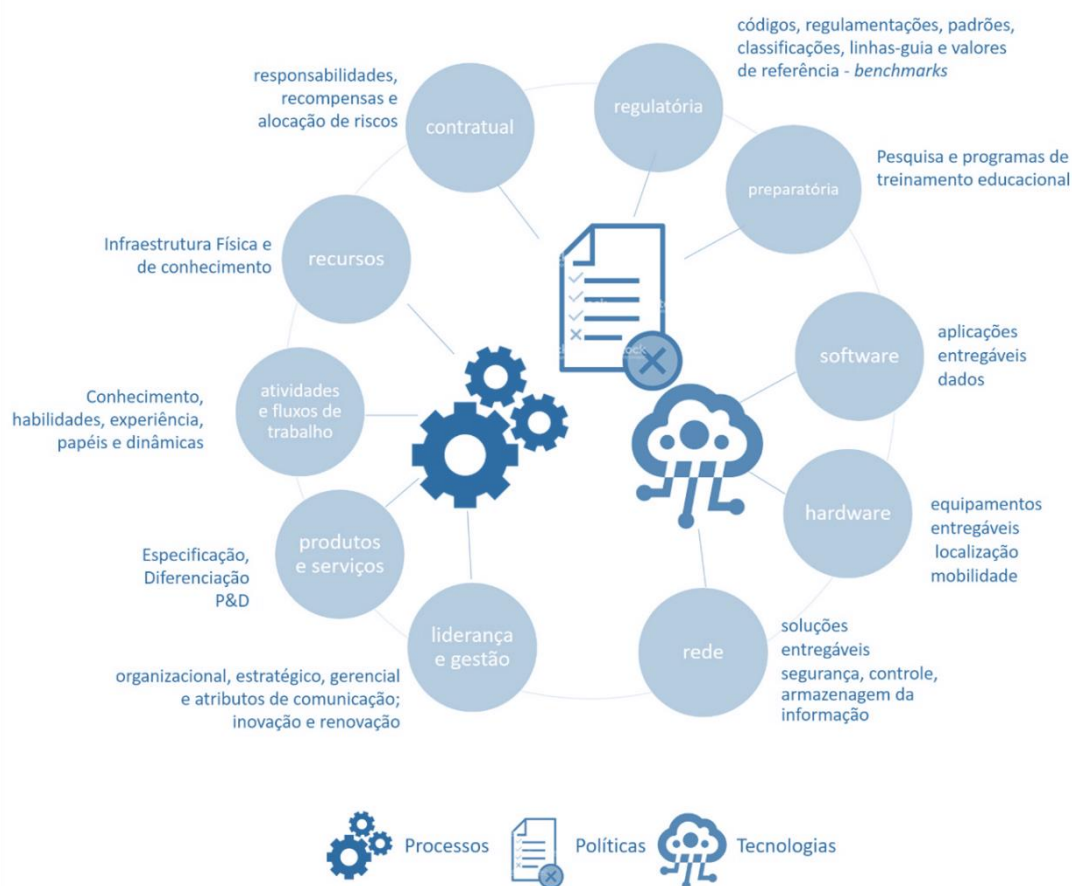 códigos, regulamentações, padrões,
classificações, linhas-guia e valores
de referência - benchmarks
responsabilidades,
recompensas e
alocação de riscos
contratual
regulatória
preparatória
Pesquisa e programas de
treinamento educacional
Infraestrutura Física e
de conhecimento
recursos
software
aplicações
entregáveis
dados
Conhecimento,
habilidades, experiência,
papéis e dinâmicas
atividades
e fluxos de
trabalho
hardware
equipamentos
entregáveis
localização
mobilidade
Especificação,
Diferenciação
P&D
produtos
e serviços
liderança
e gestão
organizacional, estratégico, gerencial
e atributos de comunicação;
inovação e renovação
rede
soluções
entregáveis
segurança, controle,
armazenagem da
informação
Processos
Políticas
Tecnologias